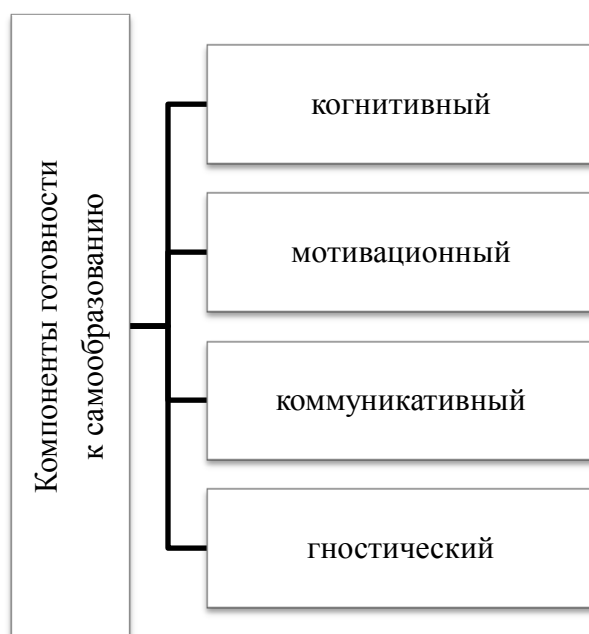 Компоненты готовности
к самообразованию
когнитивный
мотивационный
коммуникативный
гностический